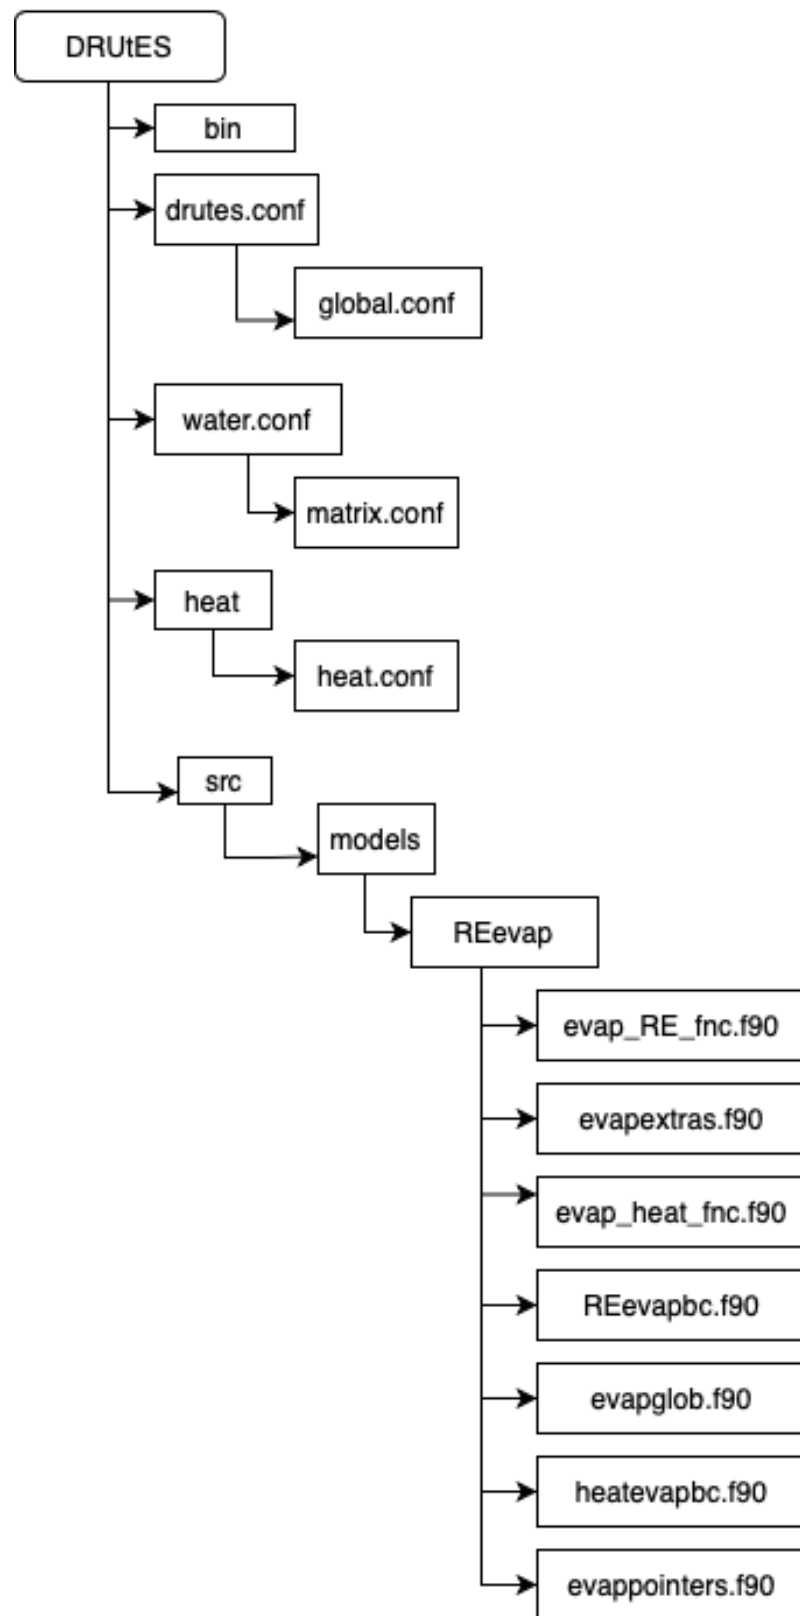 DRUtES
bin
drutes.conf
global.conf
water.conf
matrix.conf
heat
heat.conf
src
models
REevap
evap_RE_fnc.f90
evapextras.f90
evap_heat_fnc.f90
REevapbc.f90
evapglob.f90
heatevapbc.f90
evappointers.f90